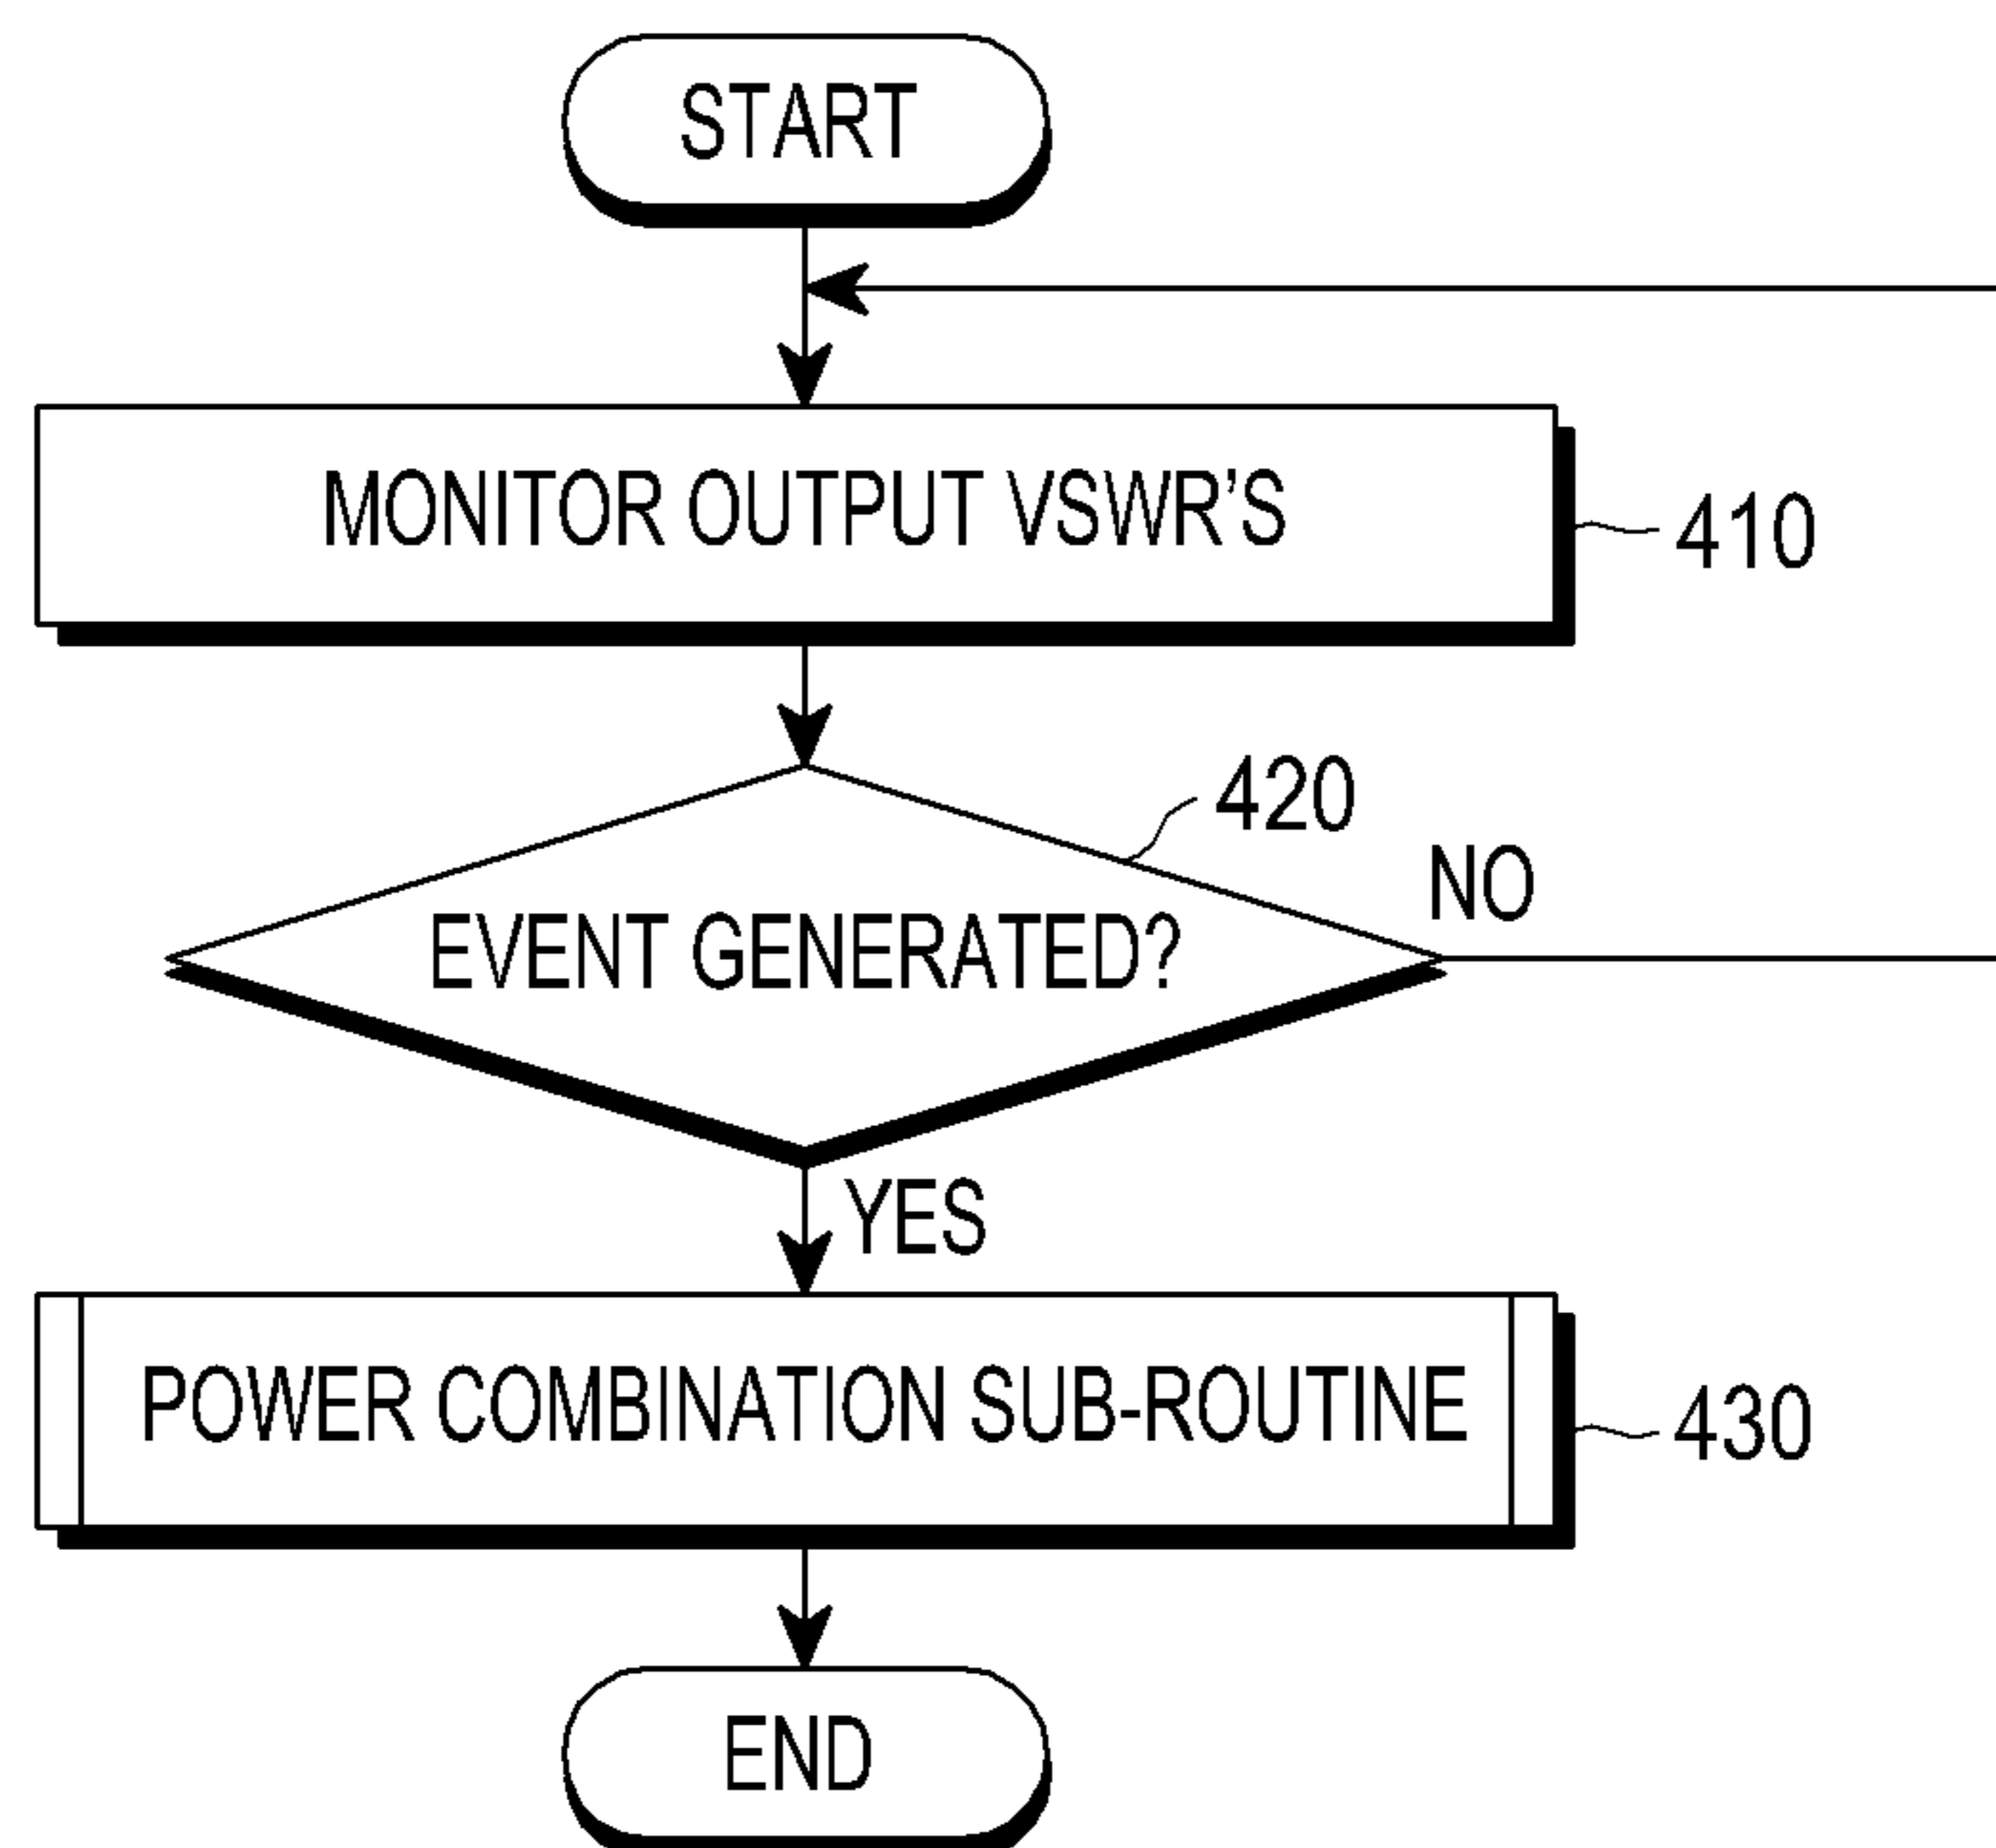 START
MONITOR OUTPUT VSWR’S
410
420
NO
EVENT GENERATED?
YES
POWER COMBINATION SUB-ROUTINE
430
END